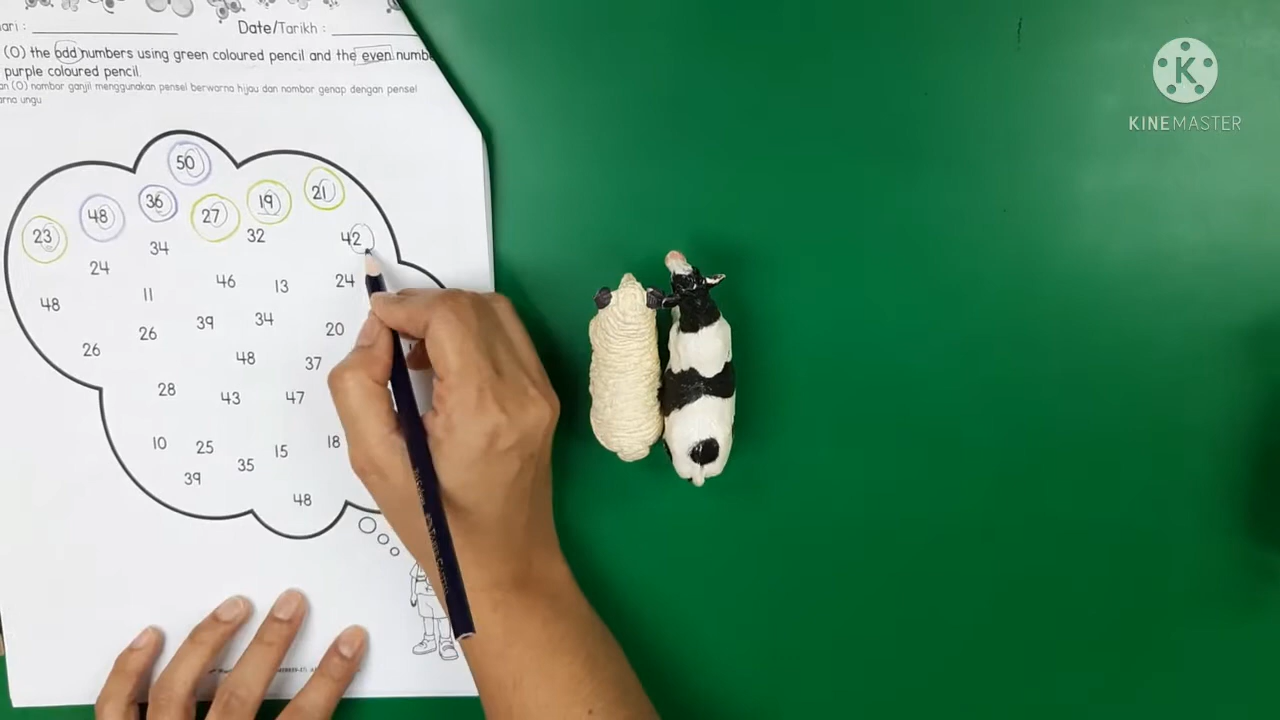 ari : Date/Tarikh :
(O) the odd numbers using green coloured pencil and the even numbe
purple coloured pencil.
an (O) nombor ganjil menggunakan pensel berwarna hijau dan nombor genap dengan pensel
arna ungu
K
KINEMASTER
50
48 36 27 19 21
23 34 32 42
24 46 13 24
48 11 39 34 20
26 26 48 37
28 43 47
10 25 15 18
39 35
48